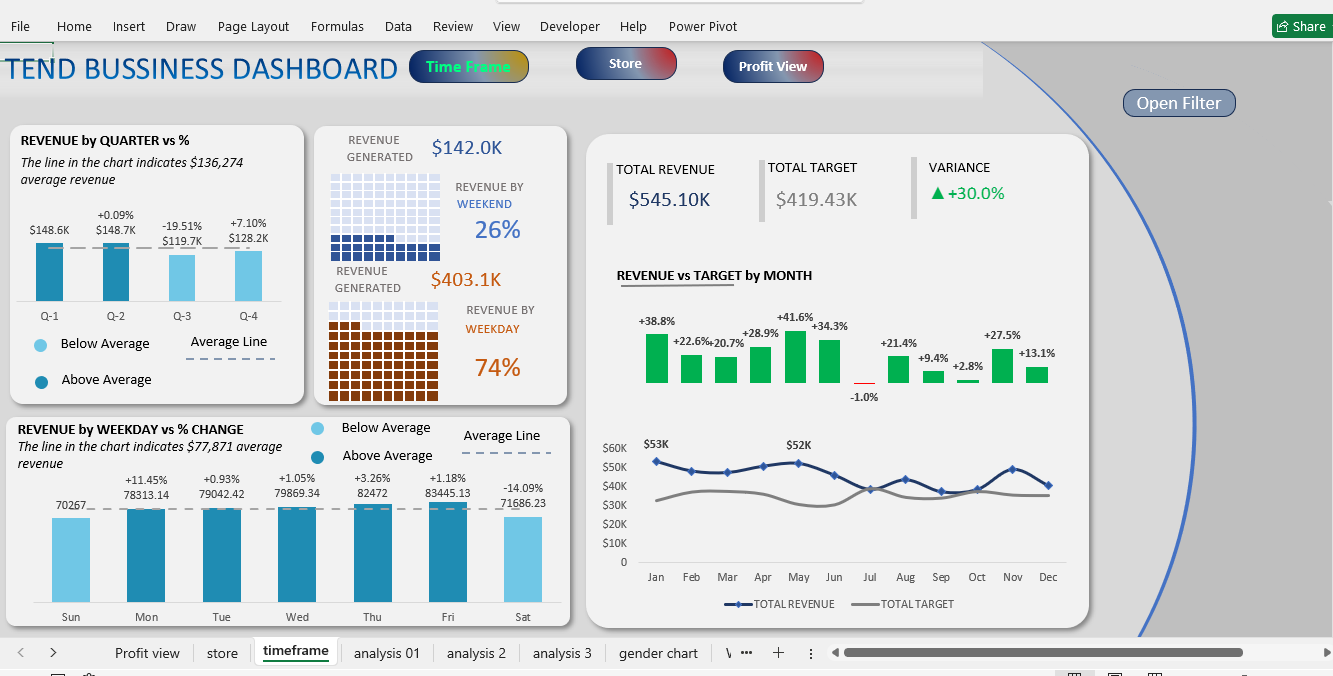 File Home Insert Draw Page Layout Formulas Data Review View Developer Help Power Pivot Share
TEND BUSSINESS DASHBOARD
Time Frame
Store
Profit View
Open Filter
REVENUE by QUARTER vs %
The line in the chart indicates $136,274
average revenue
+0.09% -19.51% +7.10%
$148.6K $148.7K $119.7K $128.2K
Q-1 Q-2 Q-3 Q-4
Below Average
Average Line
Above Average
REVENUE
GENERATED
$142.0K
REVENUE BY
WEEKEND
26%
REVENUE
GENERATED
$403.1K
REVENUE BY
WEEKDAY
74%
TOTAL REVENUE
$545.10K
TOTAL TARGET
$419.43K
VARIANCE
▲+30.0%
REVENUE vs TARGET by MONTH
+38.8% +22.6% +20.7% +28.9% +41.6% +34.3% -1.0% +21.4% +9.4% +2.8% +27.5% +13.1%
$53K $52K
$60K
$50K
$40K
$30K
$20K
$10K
0
Jan Feb Mar Apr May Jun Jul Aug Sep Oct Nov Dec
TOTAL REVENUE TOTAL TARGET
REVENUE by WEEKDAY vs % CHANGE
The line in the chart indicates $77,871 average
revenue
Below Average
Above Average
Average Line
+11.45% +0.93% +1.05% +3.26% +1.18% -14.09%
70267 78313.14 79042.42 79869.34 82472 83445.13 71686.23
Sun Mon Tue Wed Thu Fri Sat
Profit view store timeframe analysis 01 analysis 2 analysis 3 gender chart